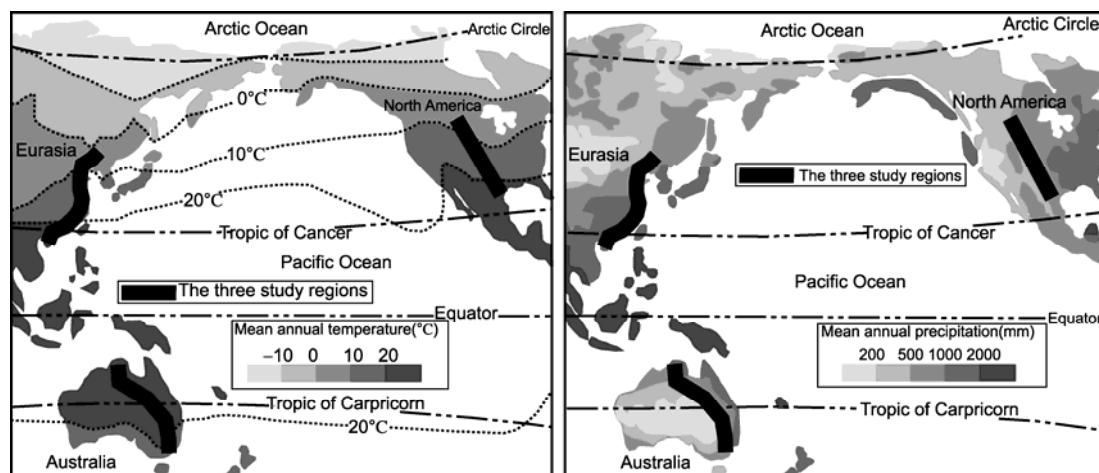 Arctic Ocean
Arctic Circle
0°C
North America
Eurasia
10°C
20°C
Tropic of Cancer
Pacific Ocean
The three study regions
Equator
Mean annual temperature(°C)
−10 0 10 20
Tropic of Carpricorn
20°C
Australia
Arctic Ocean
Arctic Circle
North America
Eurasia
The three study regions
Tropic of Cancer
Pacific Ocean
Equator
Mean annual precipitation(mm)
200 500 1000 2000
Tropic of Carpricorn
Australia